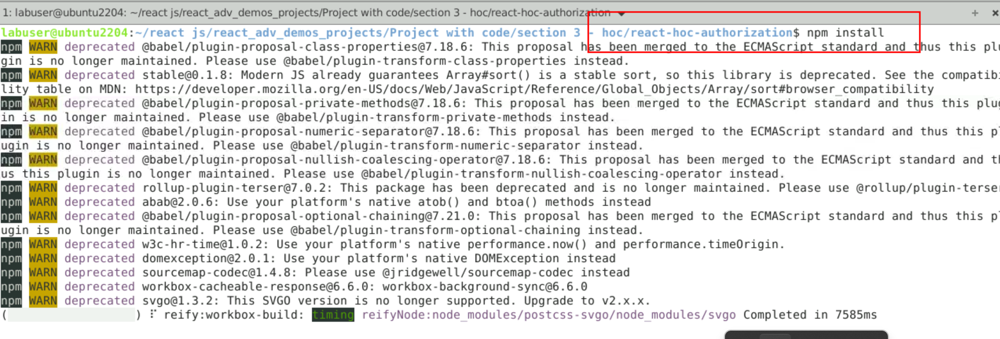 1: labuser@ubuntu2204: ~/react js/react_adv_demos_projects/Project with code/section 3 - hoc/react-hoc-authorization
labuser@ubuntu2204:~/react js/react_adv_demos_projects/Project with code/section 3 - hoc/react-hoc-authorization$ npm install
npm WARN deprecated @babel/plugin-proposal-class-properties@7.18.6: This proposal has been merged to the ECMAScript standard and thus this plu
gin is no longer maintained. Please use @babel/plugin-transform-class-properties instead.
npm WARN deprecated stable@0.1.8: Modern JS already guarantees Array#sort() is a stable sort, so this library is deprecated. See the compatibi
lity table on MDN: https://developer.mozilla.org/en-US/docs/Web/JavaScript/Reference/Global_Objects/Array/sort#browser_compatibility
npm WARN deprecated @babel/plugin-proposal-private-methods@7.18.6: This proposal has been merged to the ECMAScript standard and thus this plug
in is no longer maintained. Please use @babel/plugin-transform-private-methods instead.
npm WARN deprecated @babel/plugin-proposal-numeric-separator@7.18.6: This proposal has been merged to the ECMAScript standard and thus this pl
ugin is no longer maintained. Please use @babel/plugin-transform-numeric-separator instead.
npm WARN deprecated @babel/plugin-proposal-nullish-coalescing-operator@7.18.6: This proposal has been merged to the ECMAScript standard and th
us this plugin is no longer maintained. Please use @babel/plugin-transform-nullish-coalescing-operator instead.
npm WARN deprecated rollup-plugin-terser@7.0.2: This package has been deprecated and is no longer maintained. Please use @rollup/plugin-terser
npm WARN deprecated abab@2.0.6: Use your platform's native atob() and btoa() methods instead
npm WARN deprecated @babel/plugin-proposal-optional-chaining@7.21.0: This proposal has been merged to the ECMAScript standard and thus this pl
ugin is no longer maintained. Please use @babel/plugin-transform-optional-chaining instead.
npm WARN deprecated w3c-hr-time@1.0.2: Use your platform's native performance.now() and performance.timeOrigin.
npm WARN deprecated domexception@2.0.1: Use your platform's native DOMException instead
npm WARN deprecated sourcemap-codec@1.4.8: Please use @jridgewell/sourcemap-codec instead
npm WARN deprecated workbox-cacheable-response@6.6.0: workbox-background-sync@6.6.0
npm WARN deprecated svgo@1.3.2: This SVGO version is no longer supported. Upgrade to v2.x.x.
(                  ) ⠏ reify:workbox-build: timing reifyNode:node_modules/postcss-svgo/node_modules/svgo Completed in 7585ms